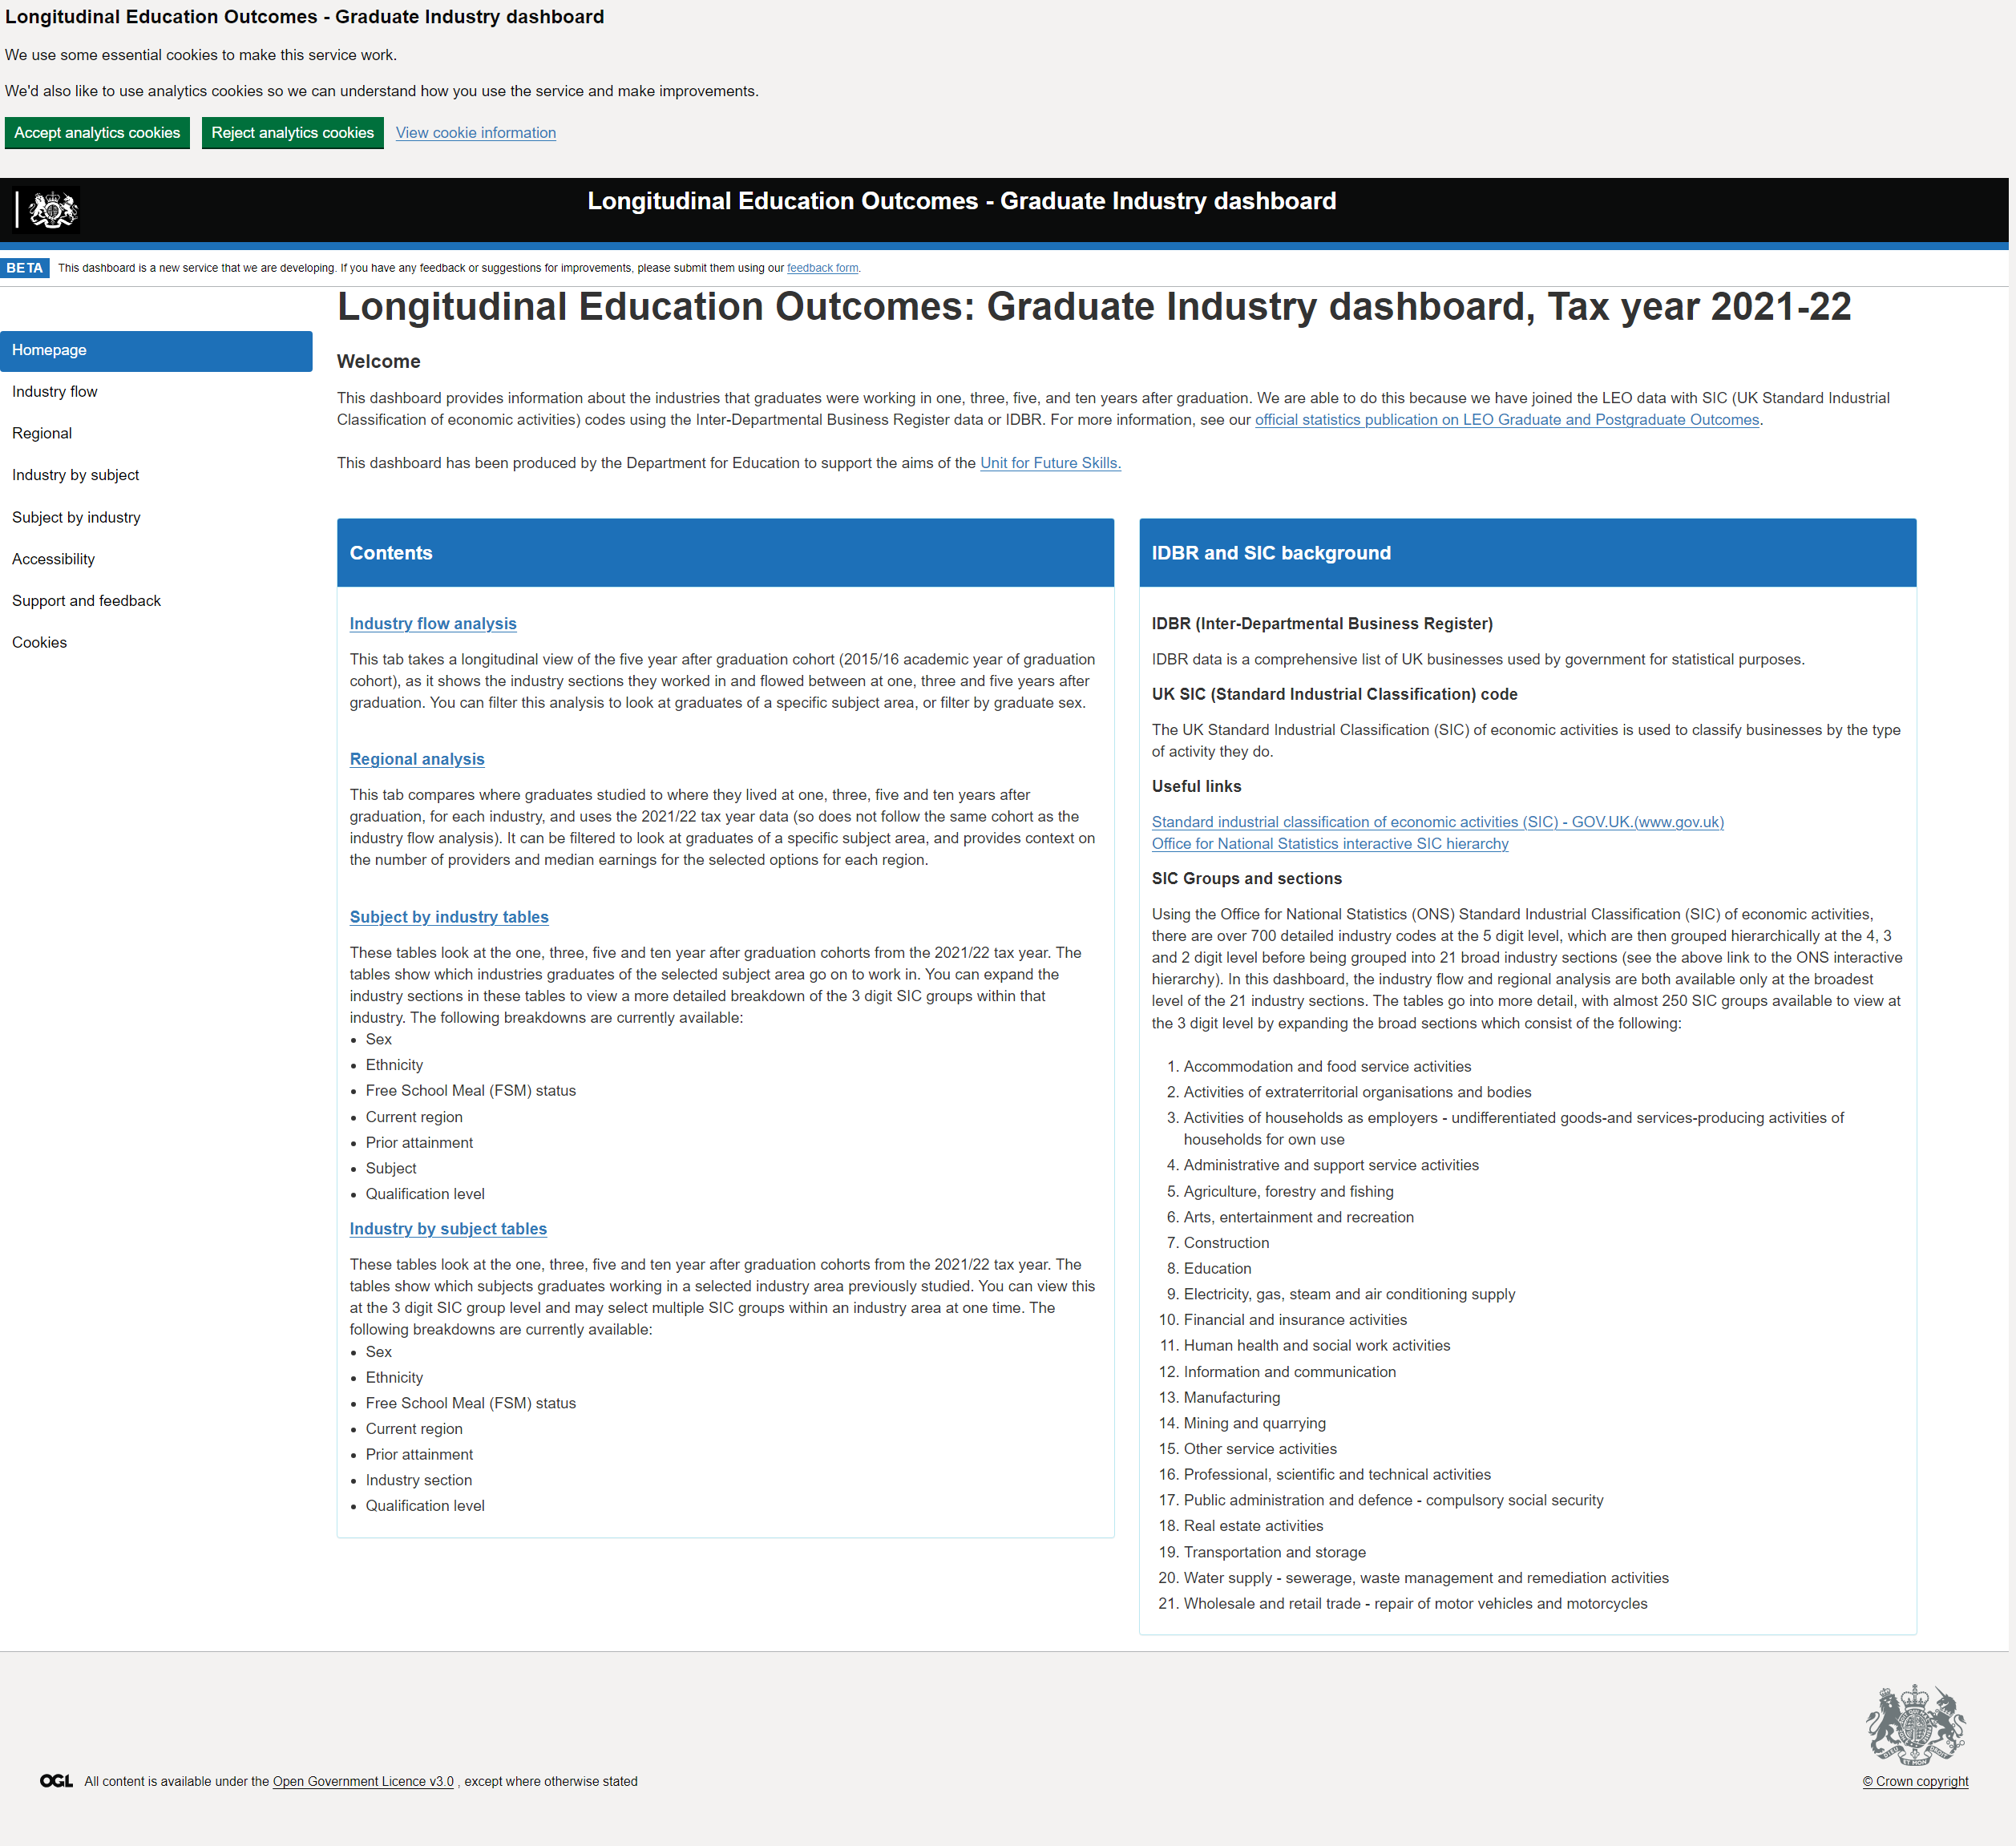 Longitudinal Education Outcomes - Graduate Industry dashboard
We use some essential cookies to make this service work.
We'd also like to use analytics cookies so we can understand how you use the service and make improvements.
Accept analytics cookies
Reject analytics cookies
View cookie information
Longitudinal Education Outcomes - Graduate Industry dashboard
BETA
This dashboard is a new service that we are developing. If you have any feedback or suggestions for improvements, please submit them using our feedback form.
Homepage
Industry flow
Regional
Industry by subject
Subject by industry
Accessibility
Support and feedback
Cookies
Longitudinal Education Outcomes: Graduate Industry dashboard, Tax year 2021-22
Welcome
This dashboard provides information about the industries that graduates were working in one, three, five, and ten years after graduation. We are able to do this because we have joined the LEO data with SIC (UK Standard Industrial
Classification of economic activities) codes using the Inter-Departmental Business Register data or IDBR. For more information, see our official statistics publication on LEO Graduate and Postgraduate Outcomes.
This dashboard has been produced by the Department for Education to support the aims of the Unit for Future Skills.
Contents
Industry flow analysis
This tab takes a longitudinal view of the five year after graduation cohort (2015/16 academic year of graduation
cohort), as it shows the industry sections they worked in and flowed between at one, three and five years after
graduation. You can filter this analysis to look at graduates of a specific subject area, or filter by graduate sex.
Regional analysis
This tab compares where graduates studied to where they lived at one, three, five and ten years after
graduation, for each industry, and uses the 2021/22 tax year data (so does not follow the same cohort as the
industry flow analysis). It can be filtered to look at graduates of a specific subject area, and provides context on
the number of providers and median earnings for the selected options for each region.
Subject by industry tables
These tables look at the one, three, five and ten year after graduation cohorts from the 2021/22 tax year. The
tables show which industries graduates of the selected subject area go on to work in. You can expand the
industry sections in these tables to view a more detailed breakdown of the 3 digit SIC groups within that
industry. The following breakdowns are currently available:
• Sex
• Ethnicity
• Free School Meal (FSM) status
• Current region
• Prior attainment
• Subject
• Qualification level
Industry by subject tables
These tables look at the one, three, five and ten year after graduation cohorts from the 2021/22 tax year. The
tables show which subjects graduates working in a selected industry area previously studied. You can view this
at the 3 digit SIC group level and may select multiple SIC groups within an industry area at one time. The
following breakdowns are currently available:
• Sex
• Ethnicity
• Free School Meal (FSM) status
• Current region
• Prior attainment
• Industry section
• Qualification level
IDBR and SIC background
IDBR (Inter-Departmental Business Register)
IDBR data is a comprehensive list of UK businesses used by government for statistical purposes.
UK SIC (Standard Industrial Classification) code
The UK Standard Industrial Classification (SIC) of economic activities is used to classify businesses by the type
of activity they do.
Useful links
Standard industrial classification of economic activities (SIC) - GOV.UK.(www.gov.uk)
Office for National Statistics interactive SIC hierarchy
SIC Groups and sections
Using the Office for National Statistics (ONS) Standard Industrial Classification (SIC) of economic activities,
there are over 700 detailed industry codes at the 5 digit level, which are then grouped hierarchically at the 4, 3
and 2 digit level before being grouped into 21 broad industry sections (see the above link to the ONS interactive
hierarchy). In this dashboard, the industry flow and regional analysis are both available only at the broadest
level of the 21 industry sections. The tables go into more detail, with almost 250 SIC groups available to view at
the 3 digit level by expanding the broad sections which consist of the following:
1. Accommodation and food service activities
2. Activities of extraterritorial organisations and bodies
3. Activities of households as employers - undifferentiated goods-and services-producing activities of
households for own use
4. Administrative and support service activities
5. Agriculture, forestry and fishing
6. Arts, entertainment and recreation
7. Construction
8. Education
9. Electricity, gas, steam and air conditioning supply
10. Financial and insurance activities
11. Human health and social work activities
12. Information and communication
13. Manufacturing
14. Mining and quarrying
15. Other service activities
16. Professional, scientific and technical activities
17. Public administration and defence - compulsory social security
18. Real estate activities
19. Transportation and storage
20. Water supply - sewerage, waste management and remediation activities
21. Wholesale and retail trade - repair of motor vehicles and motorcycles
OGL All content is available under the Open Government Licence v3.0 , except where otherwise stated
© Crown copyright